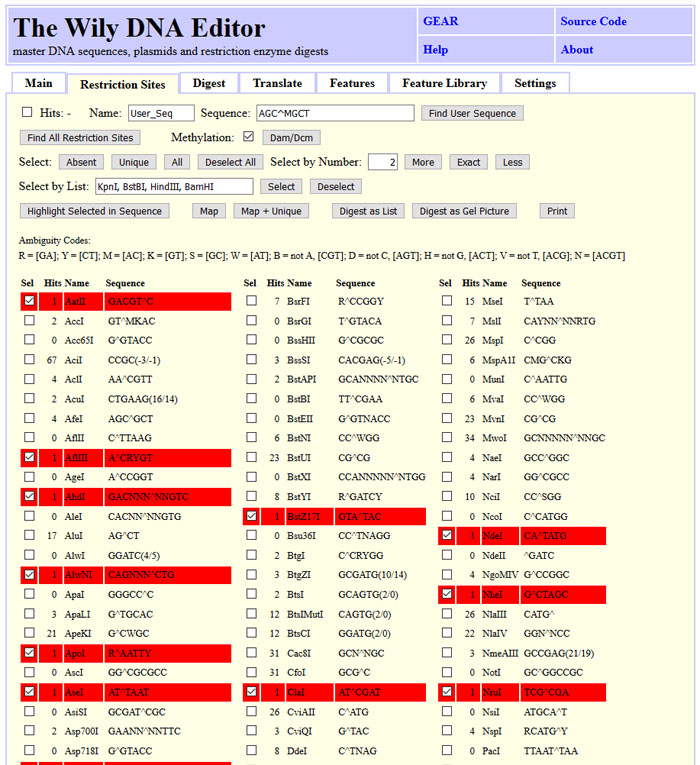 The Wily DNA Editor
master DNA sequences, plasmids and restriction enzyme digests
GEAR
Source Code
Help
About
Main
Restriction Sites
Digest
Translate
Features
Feature Library
Settings
Hits: - Name: User_Seq Sequence: AGC^MGCT Find User Sequence
Find All Restriction Sites Methylation: Dam/Dcm
Select: Absent Unique All Deselect All Select by Number: 2 More Exact Less
Select by List: KpnI, BstBI, HindIII, BamHI Select Deselect
Highlight Selected in Sequence Map Map + Unique Digest as List Digest as Gel Picture Print
Ambiguity Codes:
R = [GA]; Y = [CT]; M = [AC]; K = [GT]; S = [GC]; W = [AT]; B = not A, [CGT]; D = not C, [AGT]; H = not G, [ACT]; V = not T, [ACG]; N = [ACGT]
Sel Hits Name Sequence
1 AatII GACGT^C
2 AccI GT^MKAC
0 Acc65I G^GTACC
67 AciI CCGC(-3/-1)
4 AclI AA^CGTT
2 AcuI CTGAAG(16/14)
4 AfeI AGC^GCT
0 AflII C^TTAAG
1 AflIII A^CRYGT
0 AgeI A^CCGGT
1 AhdI GACNNN^NNGTC
0 AleI CACNN^NNGTG
17 AluI AG^CT
0 AlwI GGATC(4/5)
1 AlwNI CAGNNN^CTG
0 ApaI GGGCC^C
3 ApaLI G^TGCAC
21 ApeKI G^CWGC
1 ApoI R^AATTY
0 AscI GG^CGCGCC
1 AseI AT^TAAT
0 AsiSI GCGAT^CGC
2 Asp700I GAANN^NNTTC
0 Asp718I G^GTACC
Sel Hits Name Sequence
7 BsrFI R^CCGGY
0 BsrGI T^GTACA
0 BssHII G^CGCGC
3 BssSI CACGAG(-5/-1)
2 BstAPI GCANNNN^NTGC
0 BstBI TT^CGAA
0 BstEII G^GTNACC
6 BstNI CC^WGG
23 BstUI CG^CG
0 BstXI CCANNNNN^NTGG
8 BstYI R^GATCY
1 BstZ17I GTA^TAC
0 Bsu36I CC^TNAGG
2 BtgI C^CRYGG
3 BtgZI GCGATG(10/14)
2 BtsI GCAGTG(2/0)
12 BtsIMutI CAGTG(2/0)
12 BtsCI GGATG(2/0)
31 Cac8I GCN^NGC
31 CfoI GCG^C
1 ClaI AT^CGAT
26 CviAII C^ATG
3 CviQI G^TAC
8 DdeI C^TNAG
Sel Hits Name Sequence
15 MseI T^TAA
7 MslI CAYNN^NNRTG
26 MspI C^CGG
6 MspA1I CMG^CKG
0 MunI C^AATTG
6 MvaI CC^WGG
23 MvnI CG^CG
34 MwoI GCNNNNN^NNGC
4 NaeI GCC^GGC
4 NarI GG^CGCC
10 NciI CC^SGG
0 NcoI C^CATGG
1 NdeI CA^TATG
0 NdeII ^GATC
4 NgoMIV G^CCGGC
1 NheI G^CTAGC
26 NlaIII CATG^
22 NlaIV GGN^NCC
3 NmeAIII GCCGAG(21/19)
0 NotI GC^GGCCGC
1 NruI TCG^CGA
0 NsiI ATGCA^T
4 NspI RCATG^Y
0 PacI TTAAT^TAA